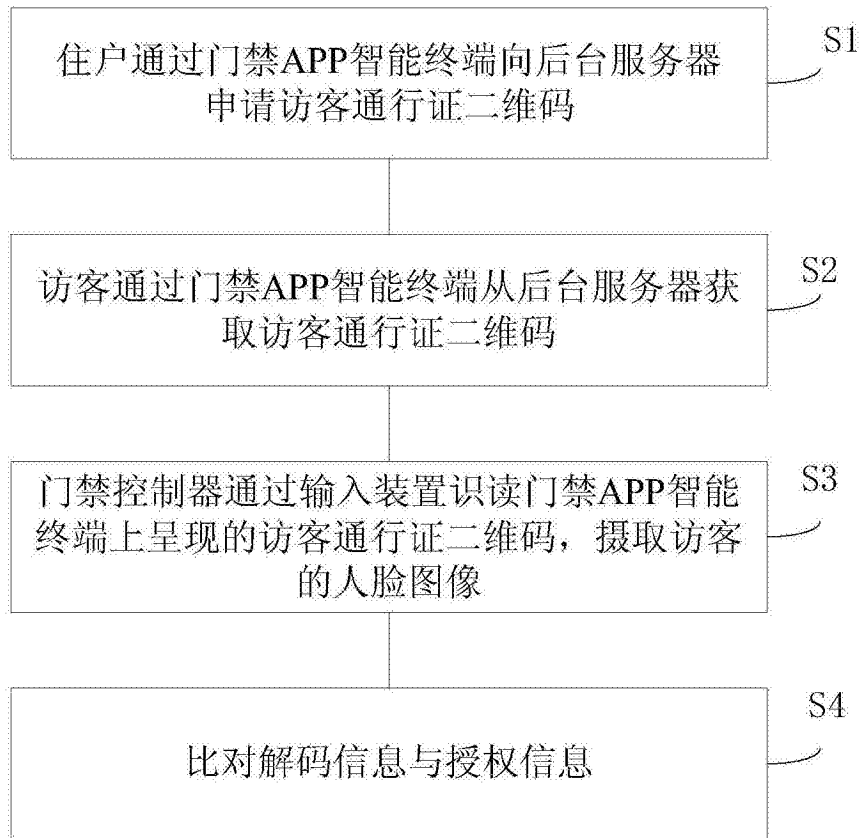 住户通过门禁APP智能终端向后台服务器
申请访客通行证二维码
S1
访客通过门禁APP智能终端从后台服务器获
取访客通行证二维码
S2
门禁控制器通过输入装置识读门禁APP智能
终端上呈现的访客通行证二维码，摄取访客
的人脸图像
S3
比对解码信息与授权信息
S4